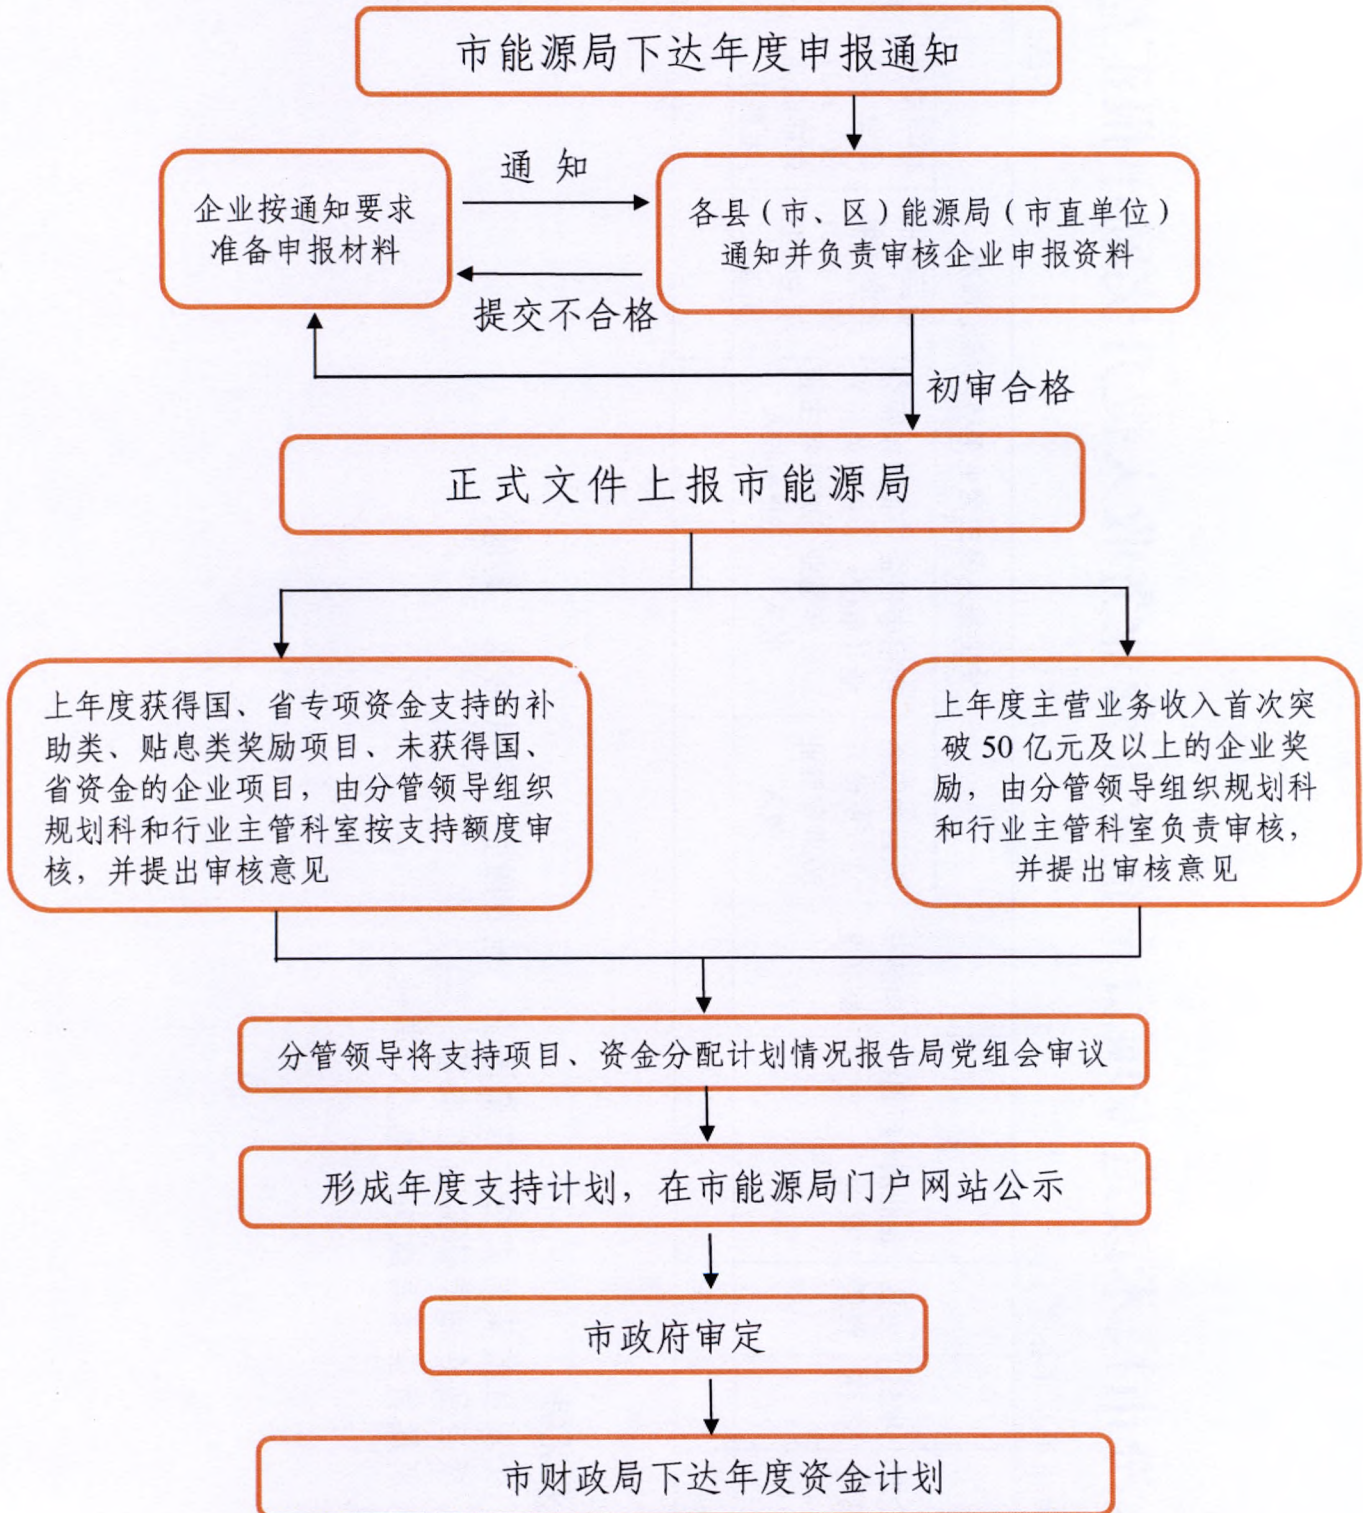 市能源局下达年度申报通知
通知
企业按通知要求
准备申报材料
各县（市、区）能源局（市直单位）
通知并负责审核企业申报资料
提交不合格
初审合格
正式文件上报市能源局
上年度获得国、省专项资金支持的补
助类、贴息类奖励项目、未获得国、
省资金的企业项目，由分管领导组织
规划科和行业主管科室按支持额度审
核，并提出审核意见
上年度主营业务收入首次突
破 50 亿元及以上的企业奖
励，由分管领导组织规划科
和行业主管科室负责审核，
并提出审核意见
分管领导将支持项目、资金分配计划情况报告局党组会审议
形成年度支持计划，在市能源局门户网站公示
市政府审定
市财政局下达年度资金计划